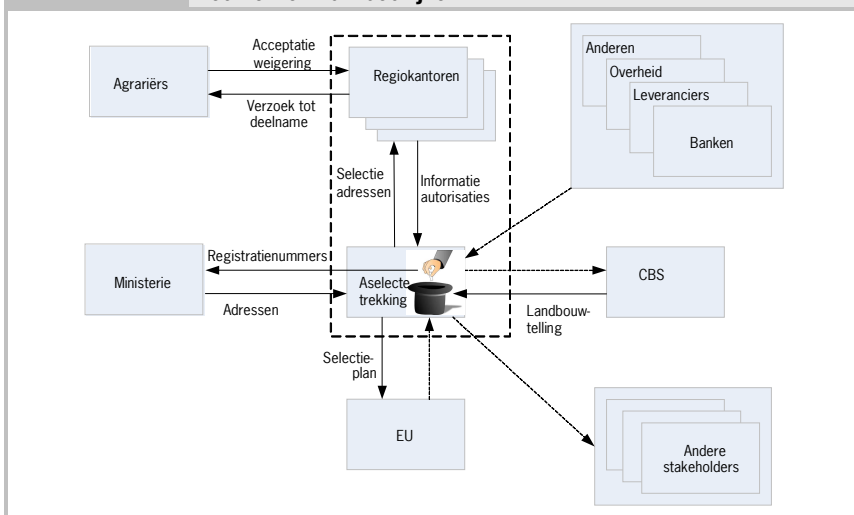 Agrariërs
Acceptatie
weigering
Verzoek tot
deelname
Regiokantoren
Anderen
Overheid
Leveranciers
Banken
Selectie
adressen
Informatie
autorisaties
Ministerie
Registratienummers
Adressen
Aselecte
trekking
CBS
Landbouw-
telling
Selectie-
plan
EU
Andere
stakeholders